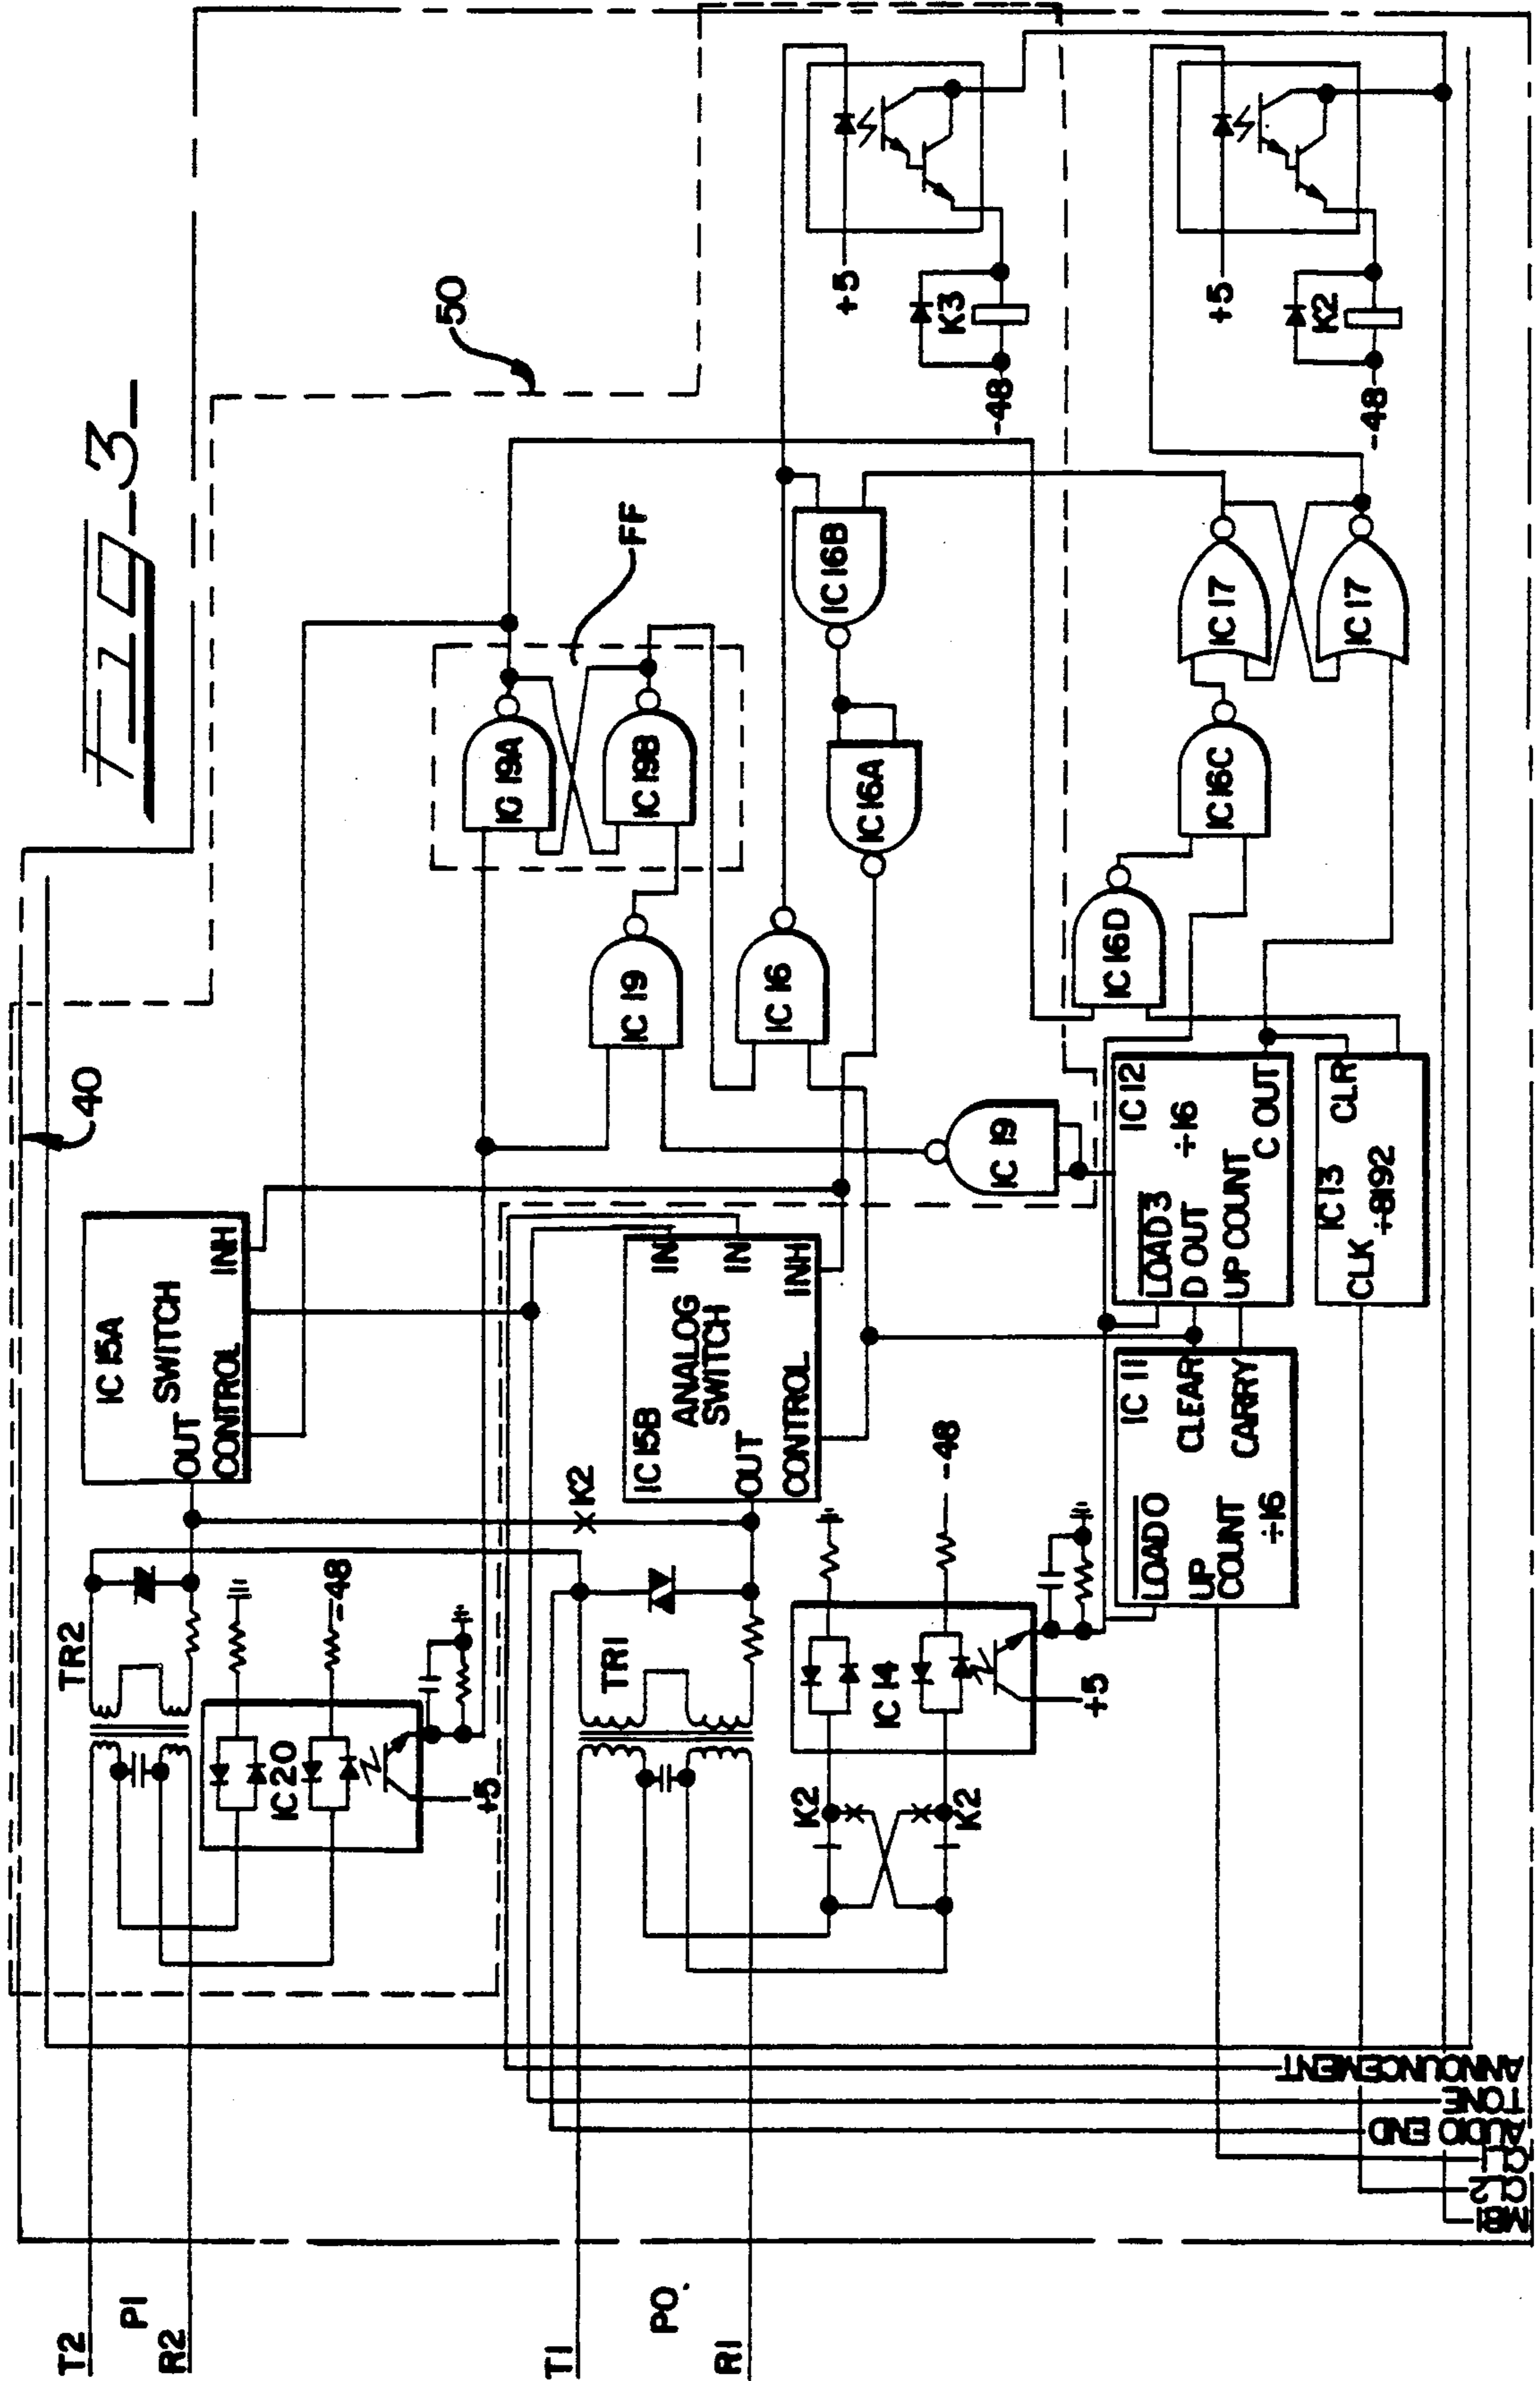 FIG_3_
40
50
T2
P1
R2
T1
P0
R1
TR2
IC 20
-48
+5
IC 15A
SWITCH
OUT
CONTROL
INH
K2
TR1
IC 15B
ANALOG
SWITCH
IN
IN
OUT
INH
CONTROL
K2
K2
IC 14
-48
+5
IC 19A
IC 19B
FF
IC 19
IC 16
IC 16B
IC 16A
IC 19
IC 16D
IC 16C
IC 17
IC 17
+5
K3
-48
+5
K2
-48
IC 11
LOAD 0
CLEAR
UP
COUNT
CARRY
÷16
IC 12
LOAD 3
÷16
D OUT
UP COUNT
C OUT
IC 13
CLR
CLK
÷8192
ANNOUNCEMENT
TONE
AUDIO END
CL1
CL2
MB1